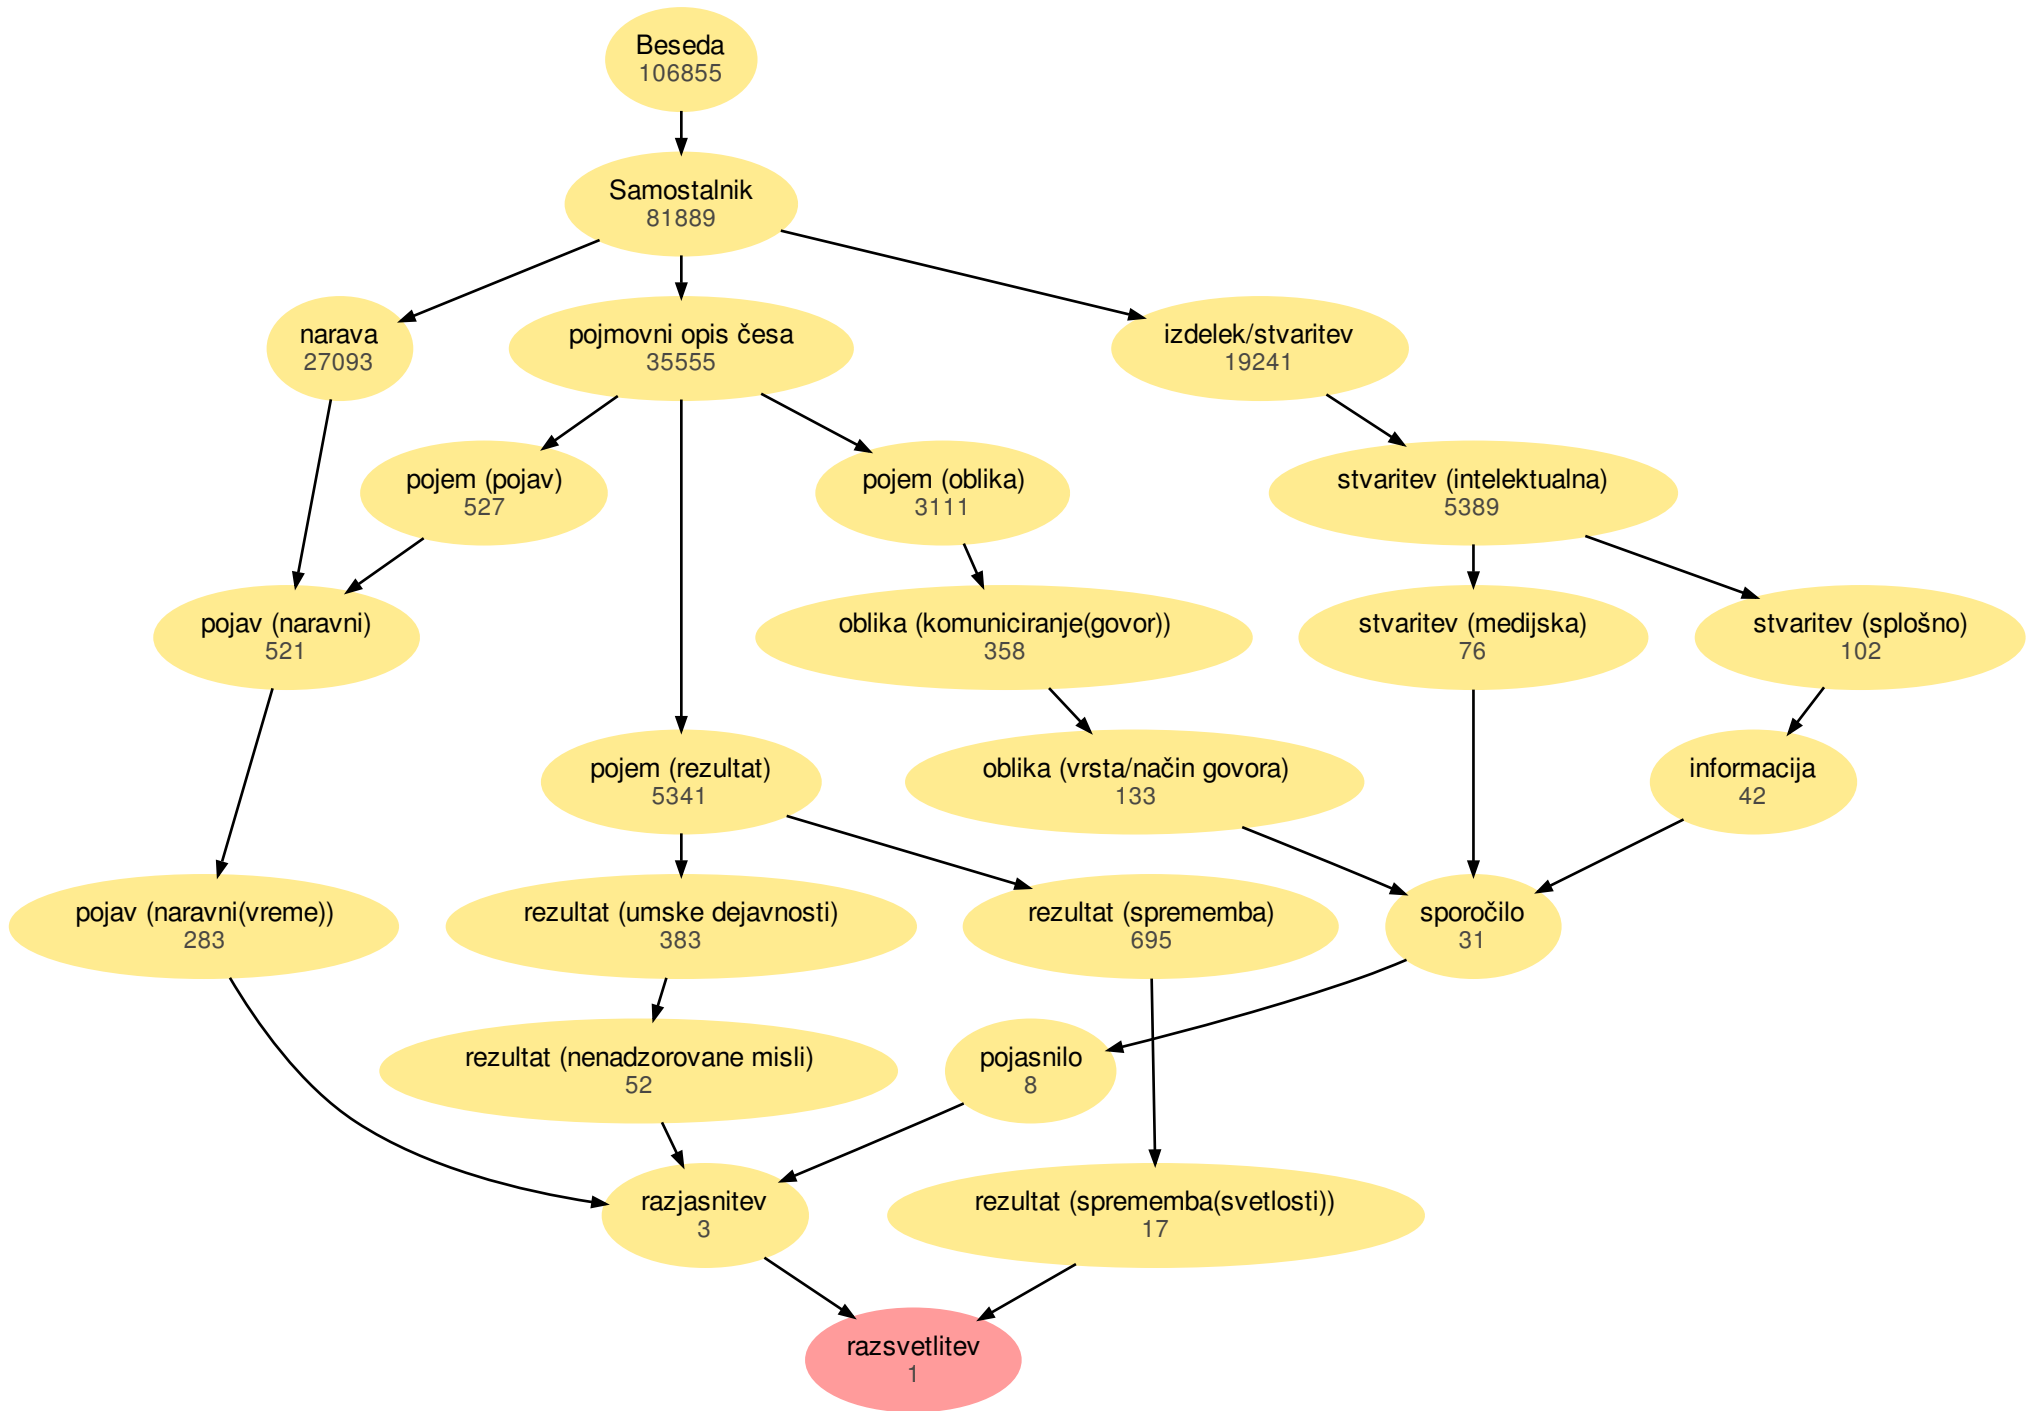 Beseda
106855
Samostalnik
81889
narava
27093
pojmovni opis česa
35555
izdelek/stvaritev
19241
pojem (pojav)
527
pojem (oblika)
3111
stvaritev (intelektualna)
5389
pojav (naravni)
521
oblika (komuniciranje(govor))
358
stvaritev (medijska)
76
stvaritev (splošno)
102
pojem (rezultat)
5341
oblika (vrsta/način govora)
133
informacija
42
pojav (naravni(vreme))
283
rezultat (umske dejavnosti)
383
rezultat (sprememba)
695
sporočilo
31
rezultat (nenadzorovane misli)
52
pojasnilo
8
razjasnitev
3
rezultat (sprememba(svetlosti))
17
razsvetlitev
1